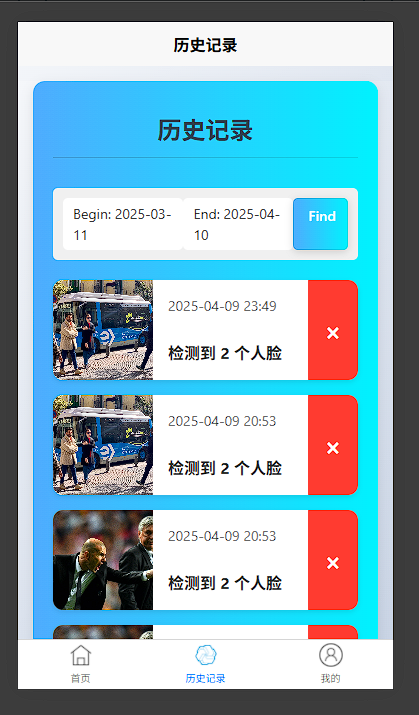 历史记录
历史记录
Begin: 2025-03-
11
End: 2025-04-
10
Find
2025-04-09 23:49
检测到 2 个人脸
×
2025-04-09 20:53
检测到 2 个人脸
×
2025-04-09 20:53
检测到 2 个人脸
×
首页
历史记录
我的